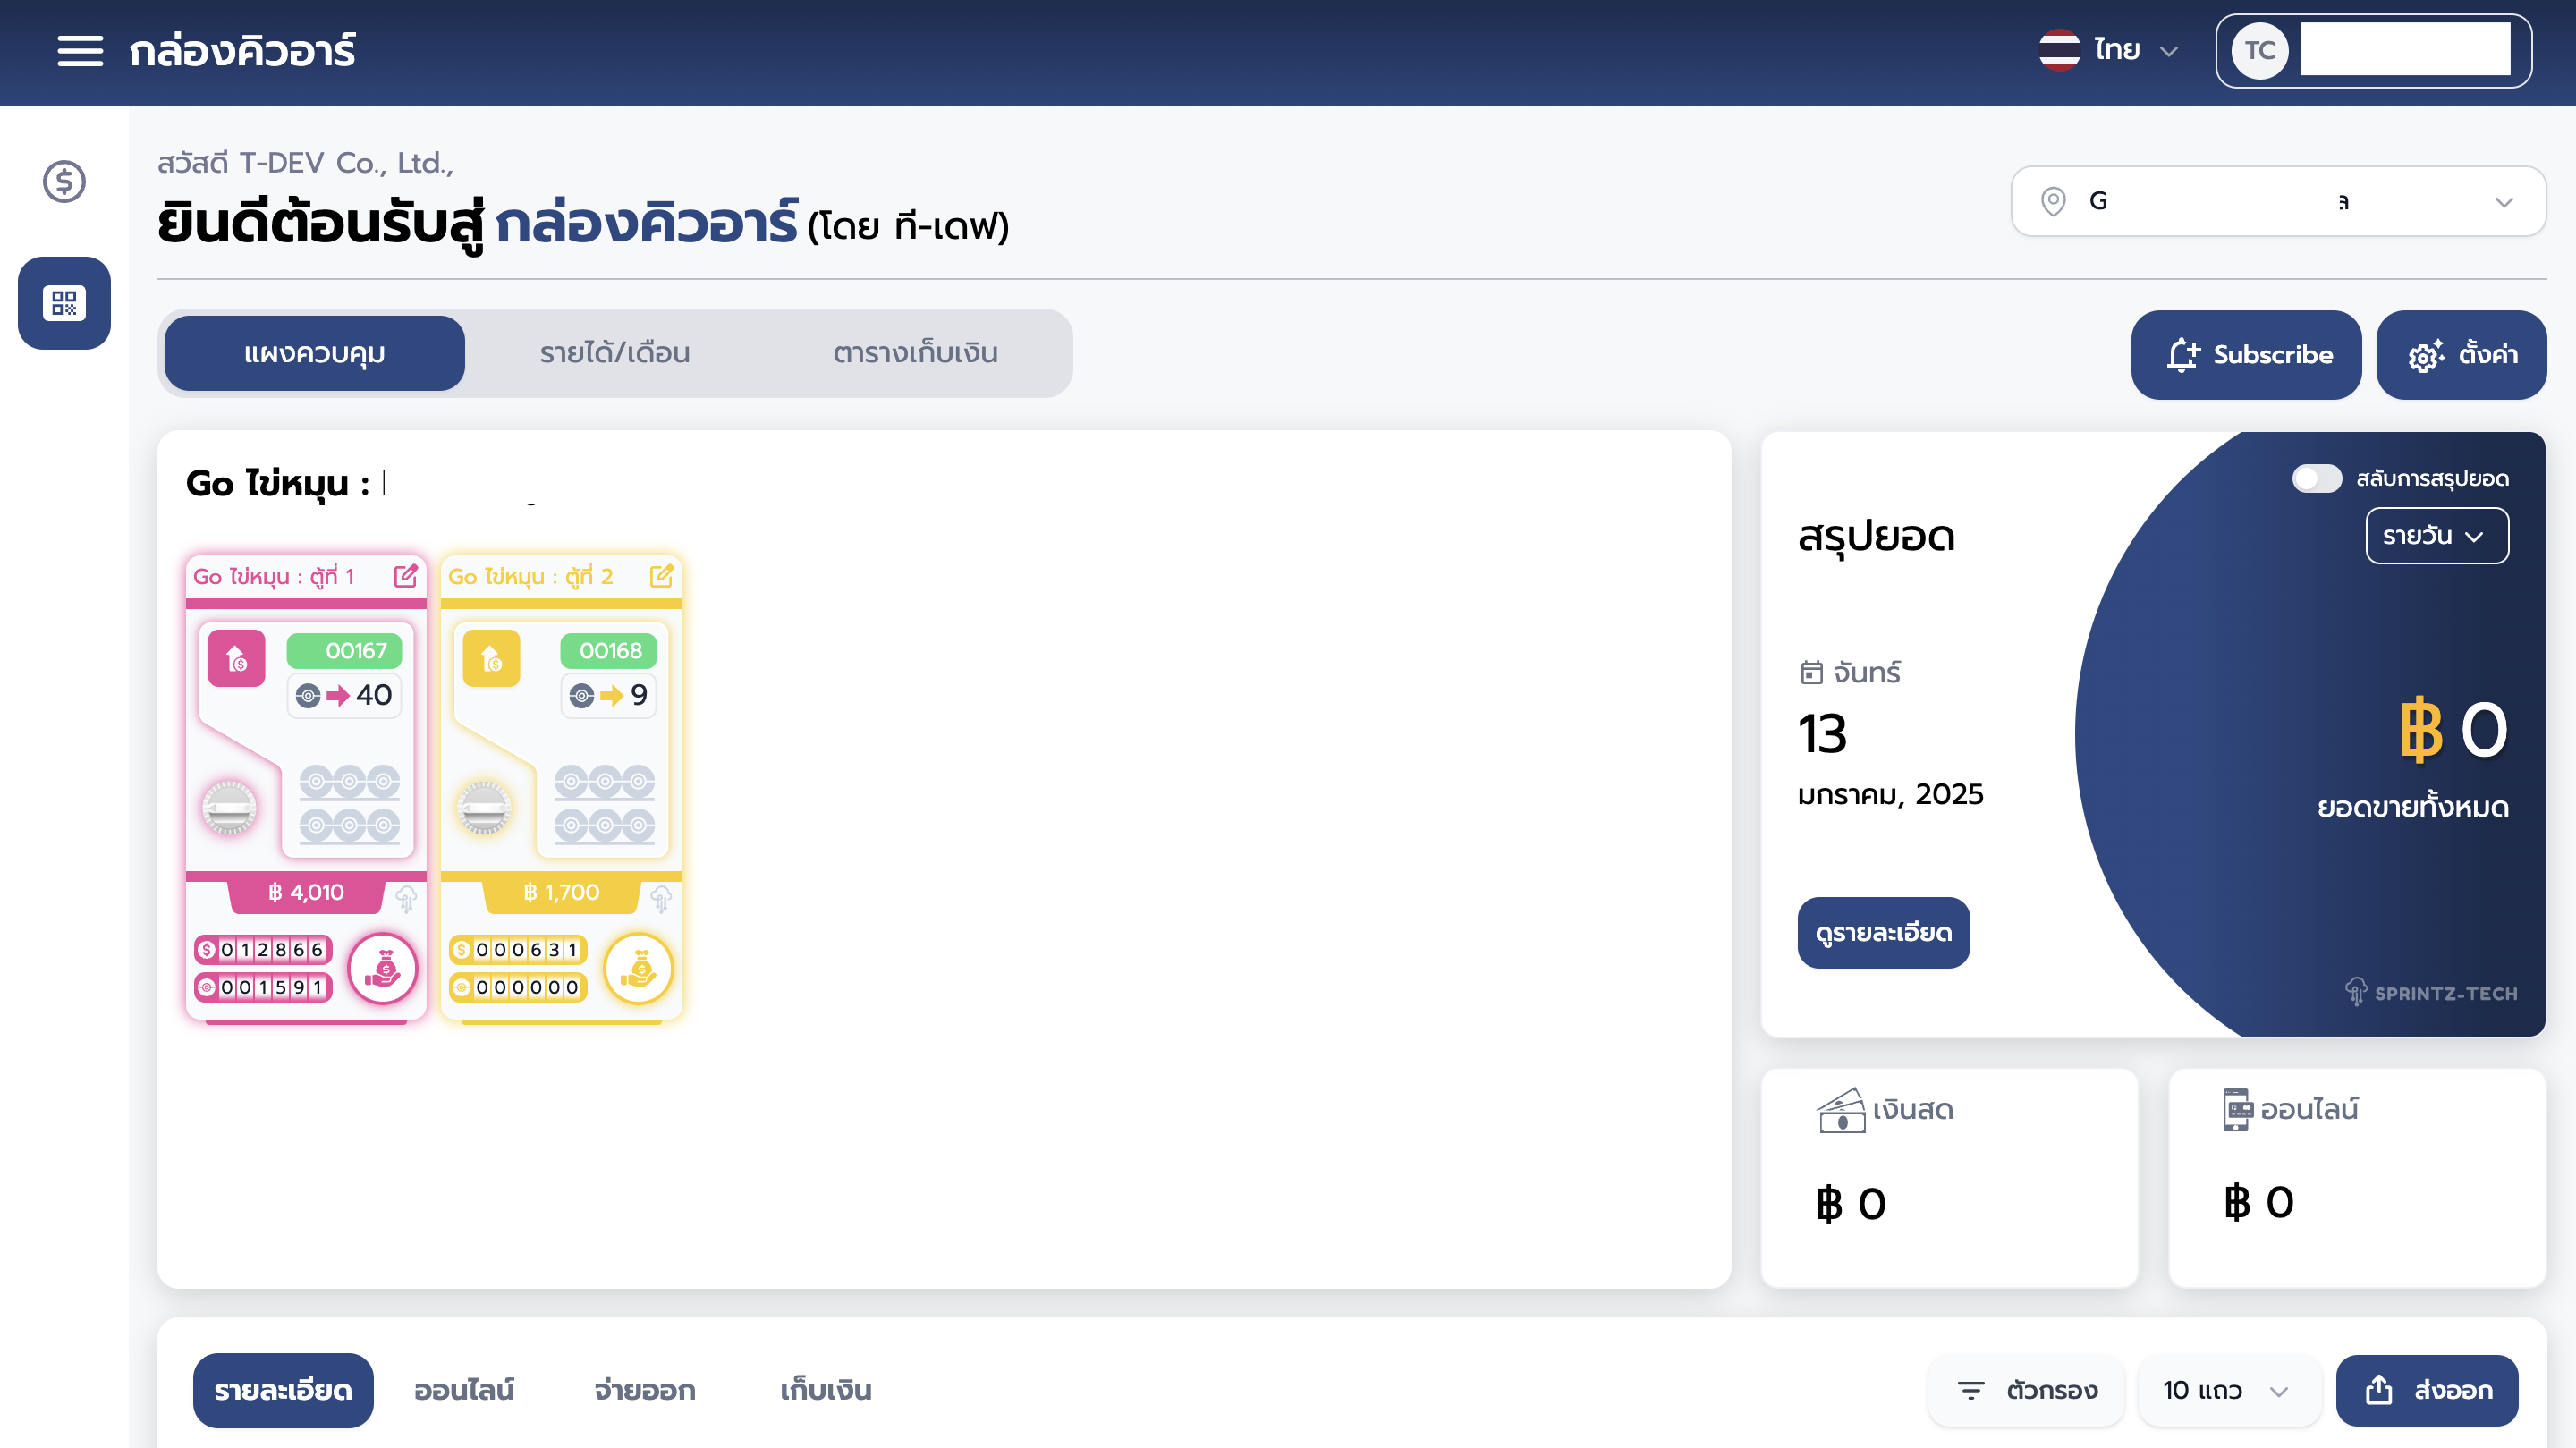 กล่องคิวอาร์
ไทย
TC
สวัสดี T-DEV Co., Ltd.,
ยินดีต้อนรับสู่ กล่องคิวอาร์ (โดย ที-เดฟ)
G
ล
แผงควบคุม
รายได้/เดือน
ตารางเก็บเงิน
Subscribe
ตั้งค่า
Go ไข่หมุน :
Go ไข่หมุน : ตู้ที่ 1
00167
40
฿ 4,010
012866
001591
Go ไข่หมุน : ตู้ที่ 2
00168
9
฿ 1,700
000631
000000
สลับการสรุปยอด
สรุปยอด
รายวัน
จันทร์
13
มกราคม, 2025
฿ 0
ยอดขายทั้งหมด
ดูรายละเอียด
SPRINTZ-TECH
เงินสด
฿ 0
ออนไลน์
฿ 0
รายละเอียด
ออนไลน์
จ่ายออก
เก็บเงิน
ตัวกรอง
10 แถว
ส่งออก